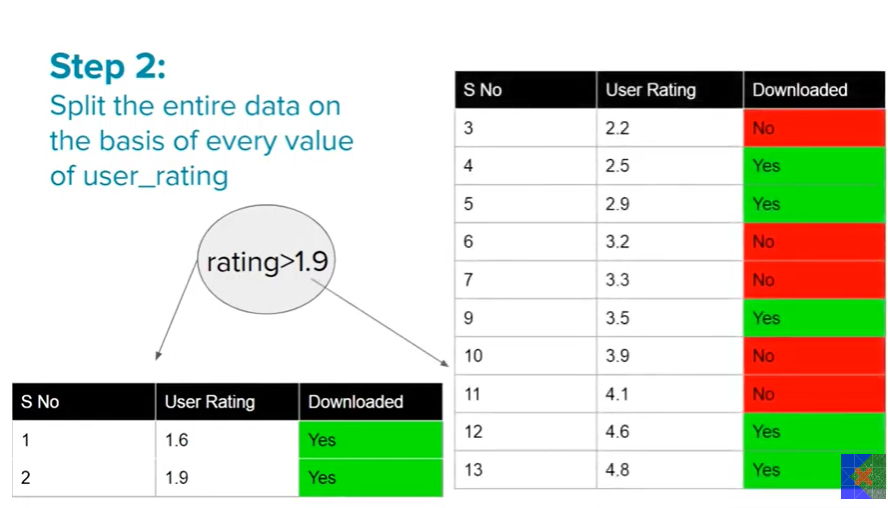 Step 2:
Split the entire data on
the basis of every value
of user_rating
rating>1.9
S No User Rating Downloaded
1 1.6 Yes
2 1.9 Yes
S No User Rating Downloaded
3 2.2 No
4 2.5 Yes
5 2.9 Yes
6 3.2 No
7 3.3 No
9 3.5 Yes
10 3.9 No
11 4.1 No
12 4.6 Yes
13 4.8 Yes